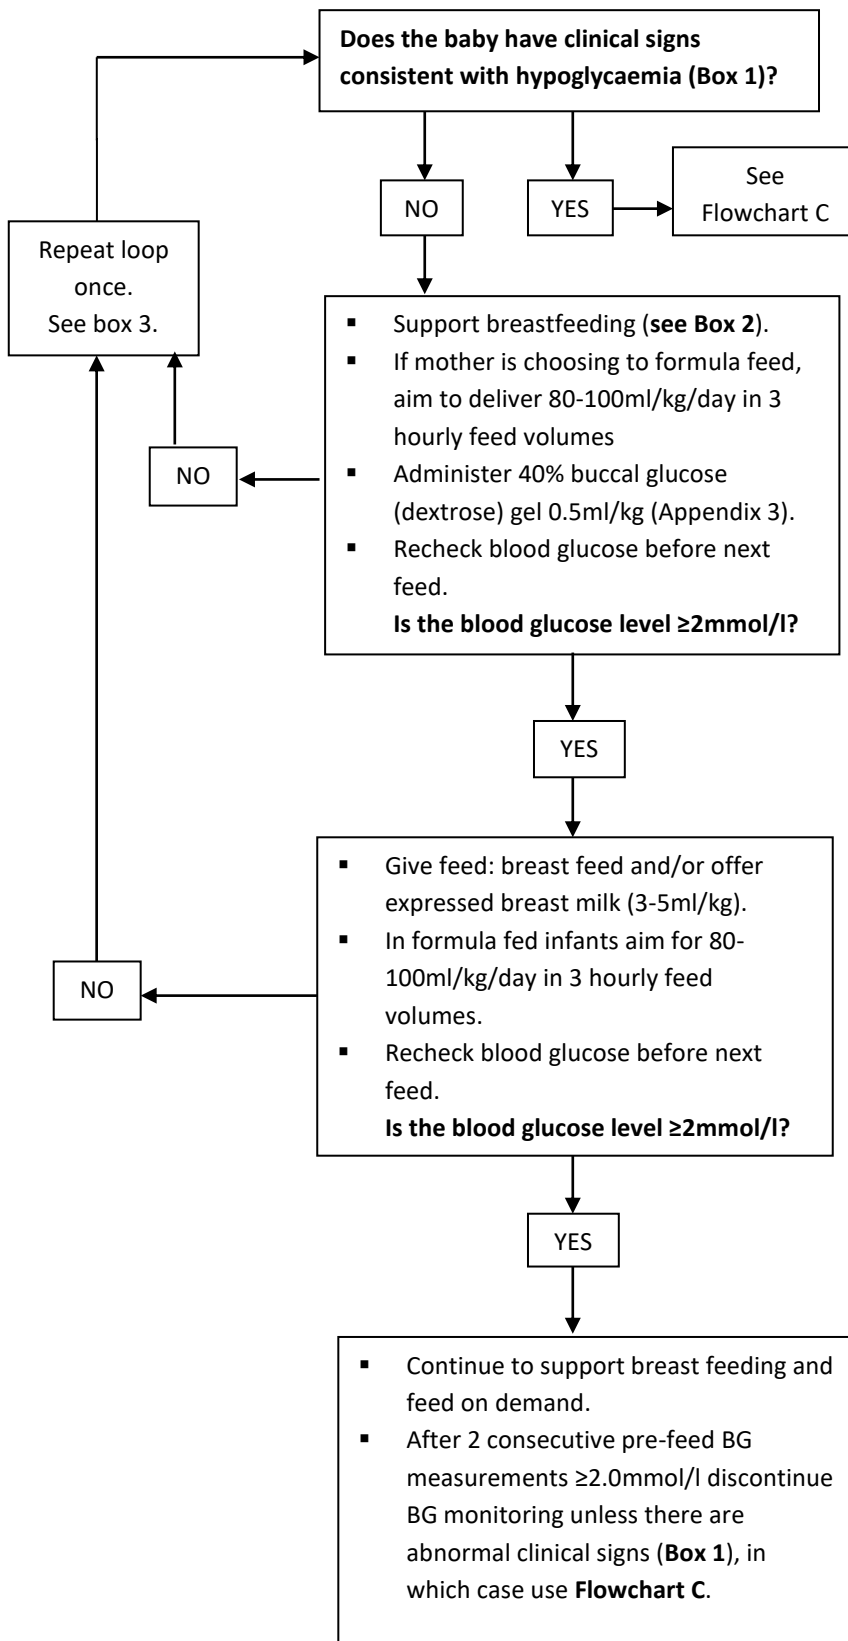 Does the baby have clinical signs
consistent with hypoglycaemia (Box 1)?
NO
YES
See
Flowchart C
Repeat loop
once.
See box 3.
▪ Support breastfeeding (see Box 2).
▪ If mother is choosing to formula feed,
aim to deliver 80-100ml/kg/day in 3
hourly feed volumes
▪ Administer 40% buccal glucose
(dextrose) gel 0.5ml/kg (Appendix 3).
▪ Recheck blood glucose before next
feed.
Is the blood glucose level ≥2mmol/l?
NO
YES
▪ Give feed: breast feed and/or offer
expressed breast milk (3-5ml/kg).
▪ In formula fed infants aim for 80-
100ml/kg/day in 3 hourly feed
volumes.
▪ Recheck blood glucose before next
feed.
Is the blood glucose level ≥2mmol/l?
NO
YES
▪ Continue to support breast feeding and
feed on demand.
▪ After 2 consecutive pre-feed BG
measurements ≥2.0mmol/l discontinue
BG monitoring unless there are
abnormal clinical signs (Box 1), in
which case use Flowchart C.